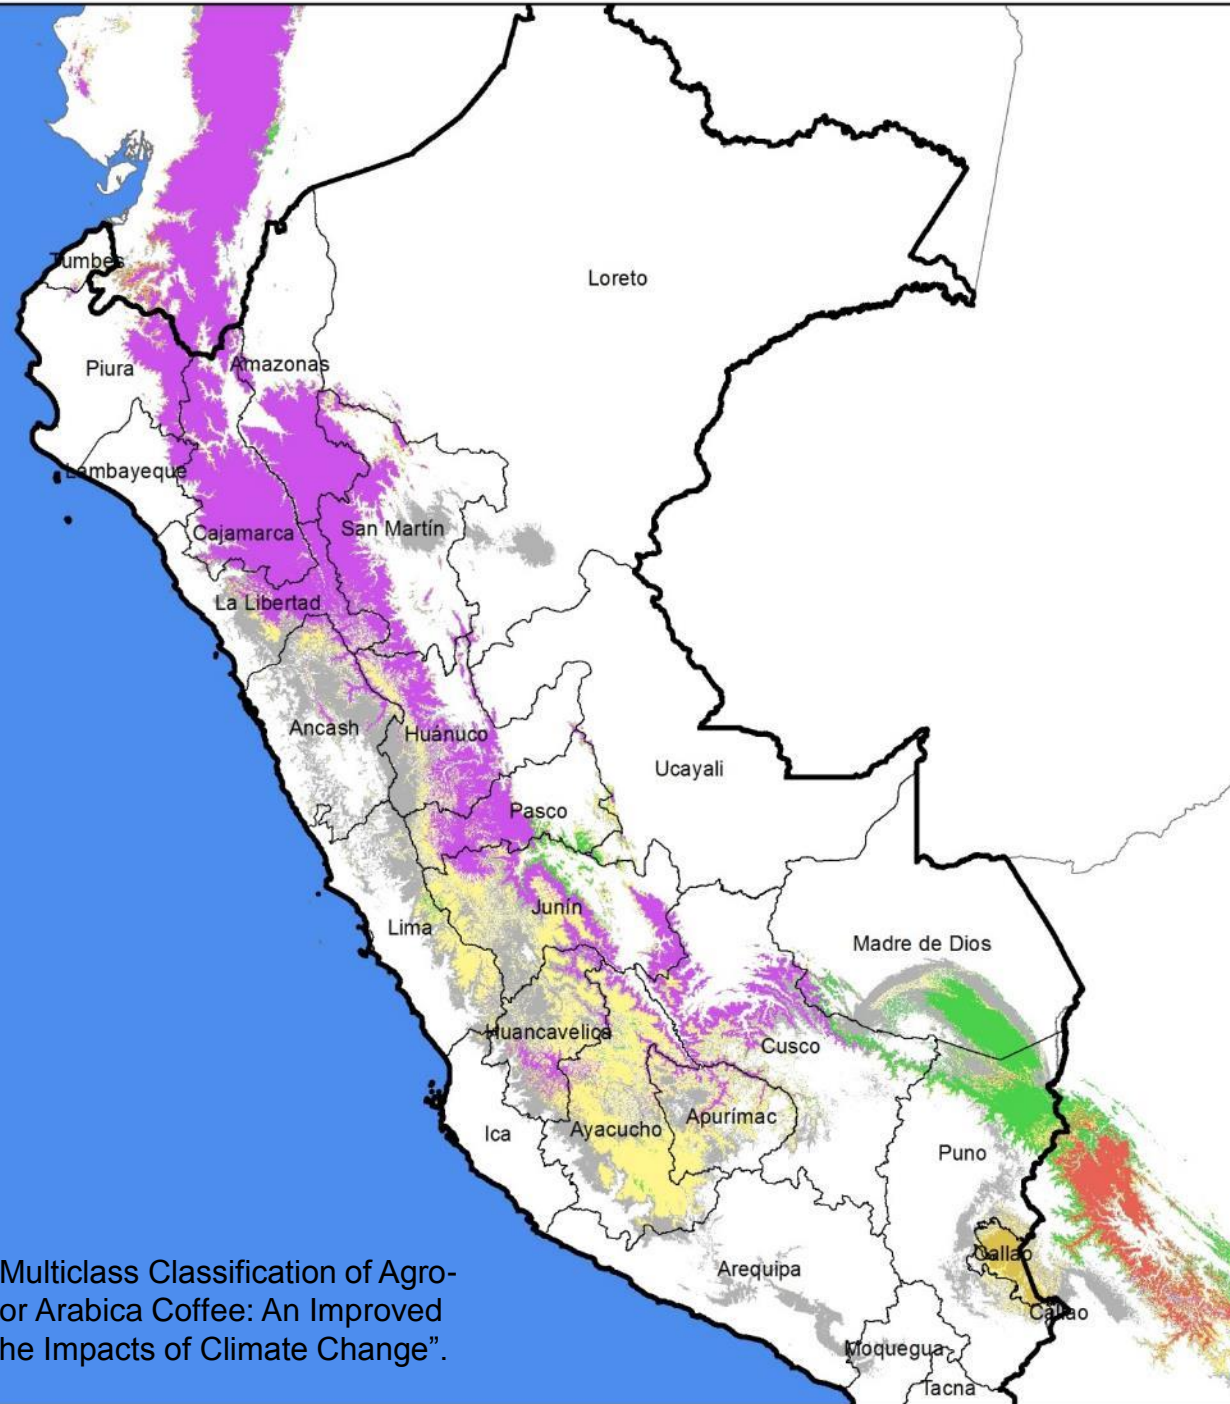 Tumbes
Loreto
Piura
Amazonas
Lambayeque
Cajamarca
San Martín
La Libertad
Ancash
Huánuco
Ucayali
Pasco
Junín
Lima
Madre de Dios
Huancavelica
Cusco
Ica
Ayacucho
Apurímac
Puno
Callao
Arequipa
Callao
Moquegua
Tacna
Multiclass Classification of Agro-
or Arabica Coffee: An Improved
he Impacts of Climate Change”.